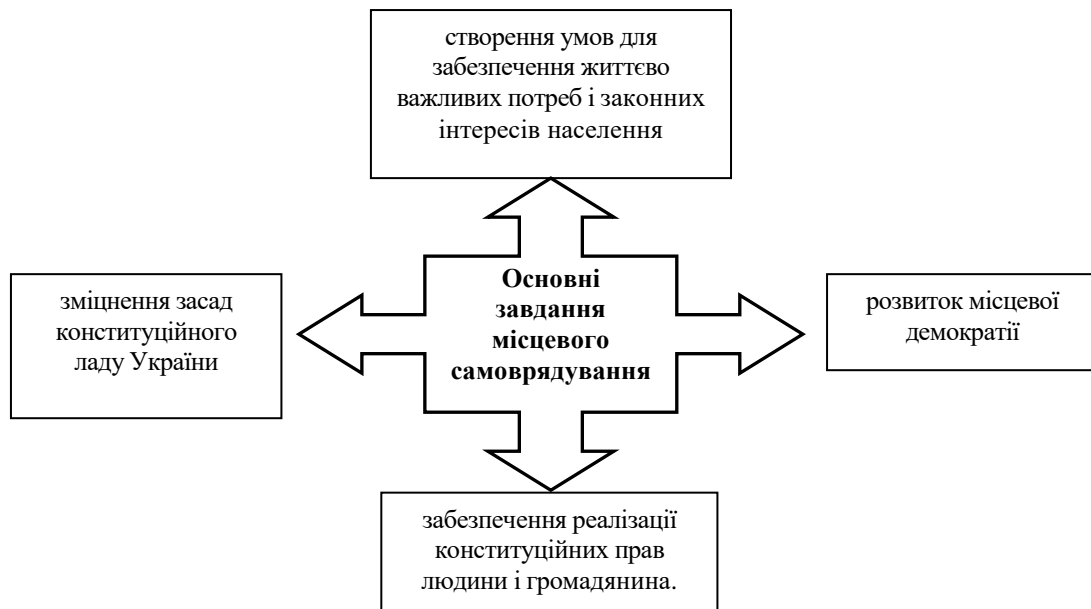 створення умов для
забезпечення життєво
важливих потреб і законних
інтересів населення
зміцнення засад
конституційного
ладу України
Основні
завдання
місцевого
самоврядування
розвиток місцевої
демократії
забезпечення реалізації
конституційних прав
людини і громадянина.